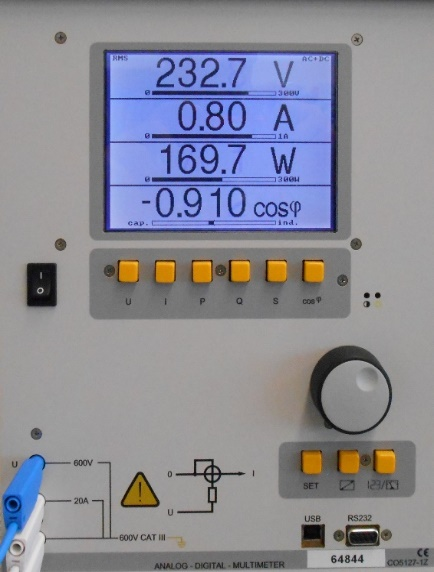 RMS AC+DC
232.7 V
0 300V
0.80 A
0 1A
169.7 W
0 300W
-0.910 cosφ
cap. ind.
U I P Q S cosφ
I
O
U 600V
0 I
20A
U
SET 123/
600V CAT III
USB RS232
64844
CE
ANALOG - DIGITAL - MULTIMETER CO5127-1Z